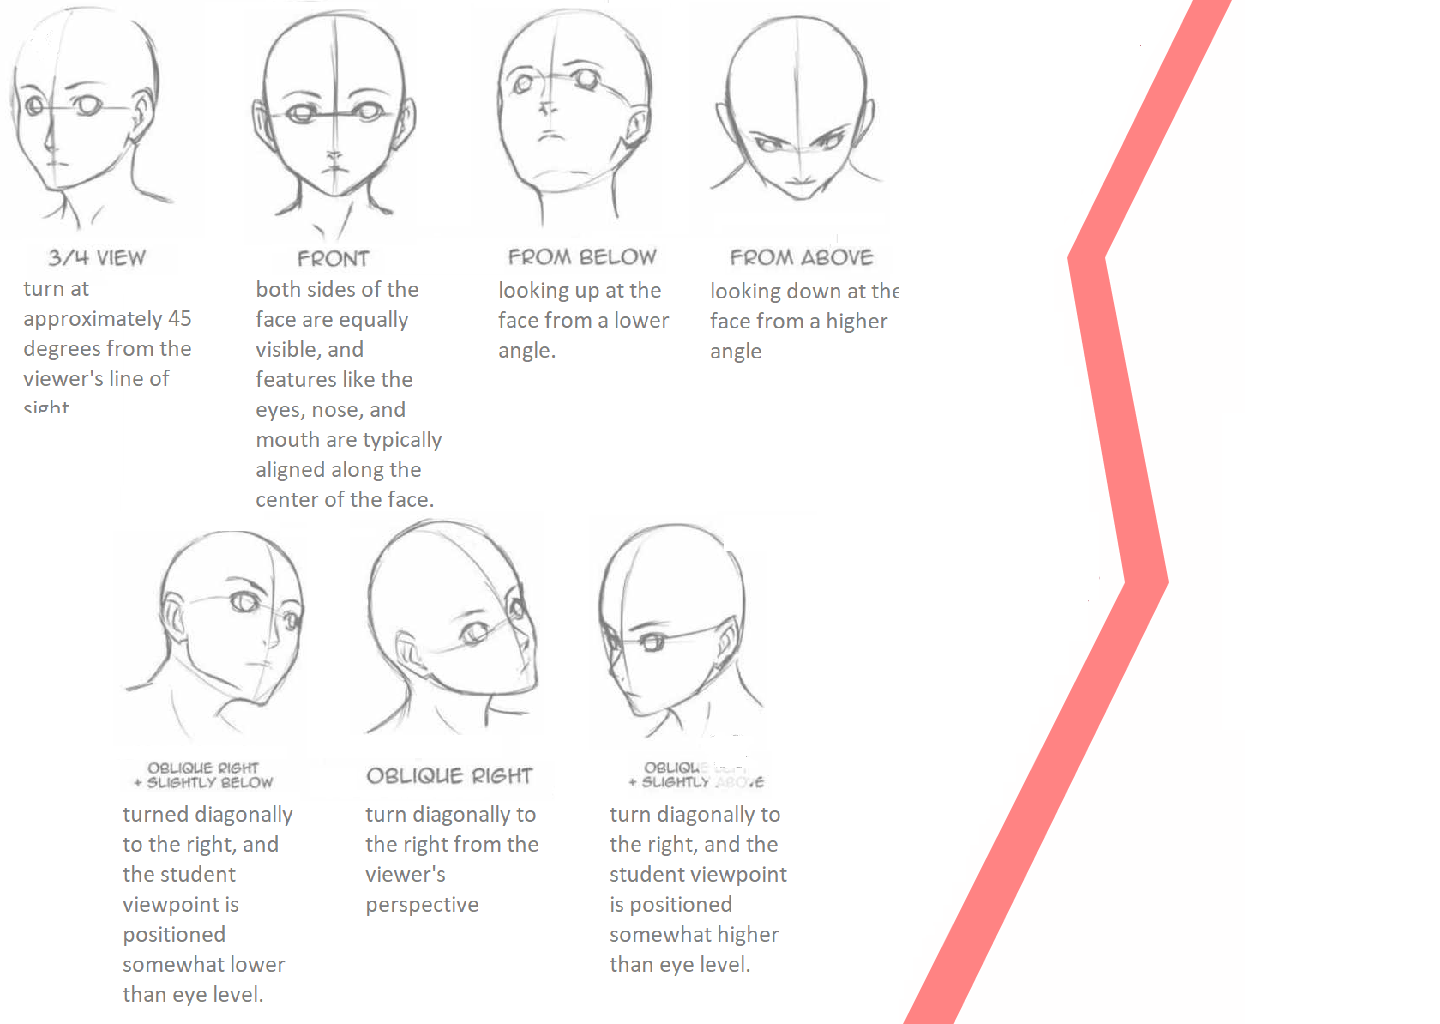 3/4 VIEW
turn at
approximately 45
degrees from the
viewer's line of
sight
FRONT
both sides of the
face are equally
visible, and
features like the
eyes, nose, and
mouth are typically
aligned along the
center of the face.
FROM BELOW
looking up at the
face from a lower
angle.
FROM ABOVE
looking down at the
face from a higher
angle
OBLIQUE RIGHT
+ SLIGHTLY BELOW
turned diagonally
to the right, and
the student
viewpoint is
positioned
somewhat lower
than eye level.
OBLIQUE RIGHT
turn diagonally to
the right from the
viewer's
perspective
OBLIQUE
+ SLIGHTLY ABOVE
turn diagonally to
the right, and the
student viewpoint
is positioned
somewhat higher
than eye level.